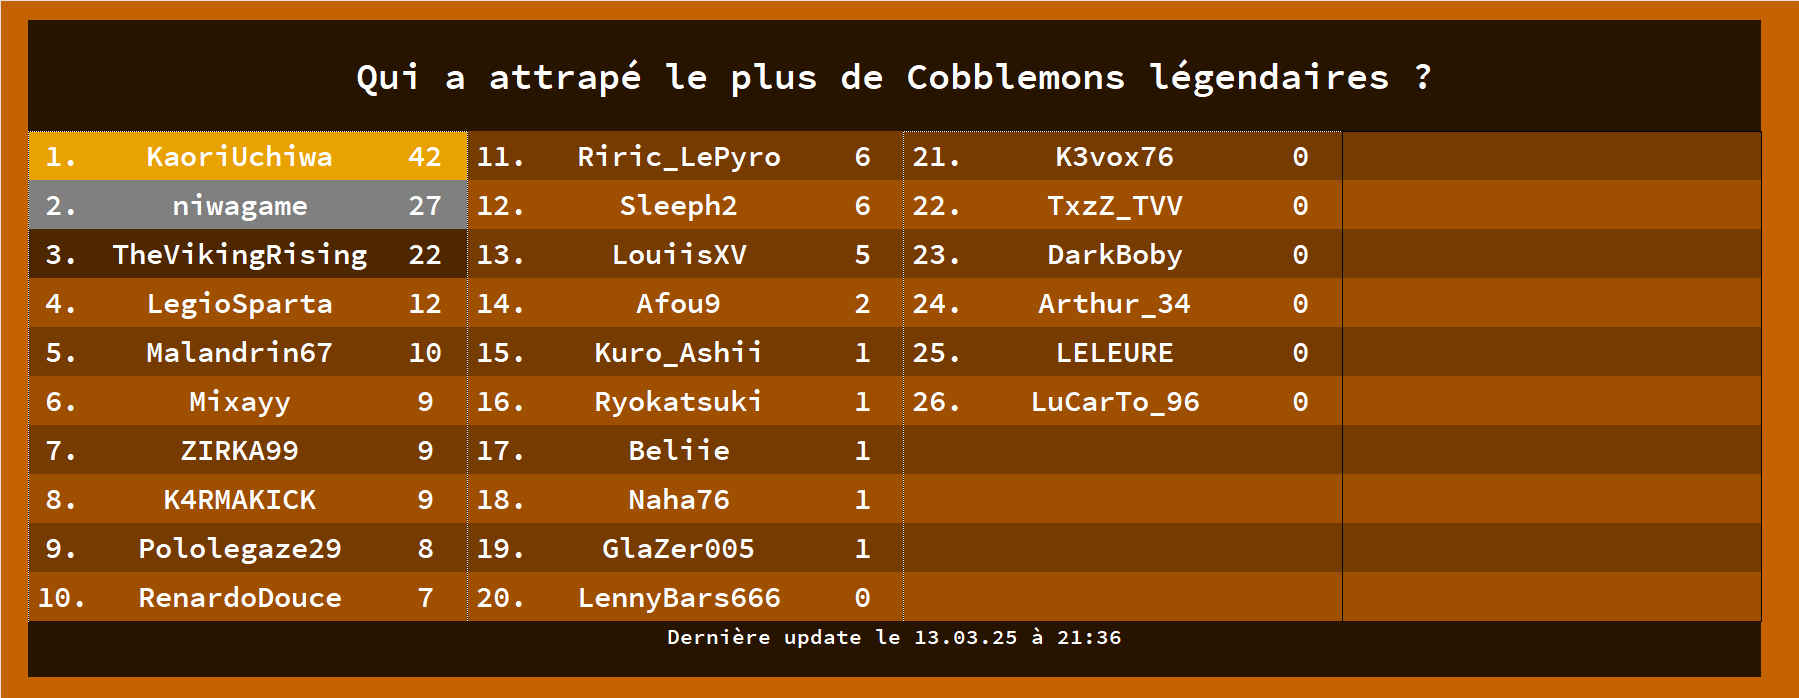 Qui a attrapé le plus de Cobblemons légendaires ?
1. KaoriUchiwa 42
2. niwagame 27
3. TheVikingRising 22
4. LegioSparta 12
5. Malandrin67 10
6. Mixayy 9
7. ZIRKA99 9
8. K4RMAKICK 9
9. Pololegaze29 8
10. RenardoDouce 7
11. Riric_LePyro 6
12. Sleeph2 6
13. LouiisXV 5
14. Afou9 2
15. Kuro_Ashii 1
16. Ryokatsuki 1
17. Beliie 1
18. Naha76 1
19. GlaZer005 1
20. LennyBars666 0
21. K3vox76 0
22. TxzZ_TVV 0
23. DarkBoby 0
24. Arthur_34 0
25. LELEURE 0
26. LuCarTo_96 0
Dernière update le 13.03.25 à 21:36